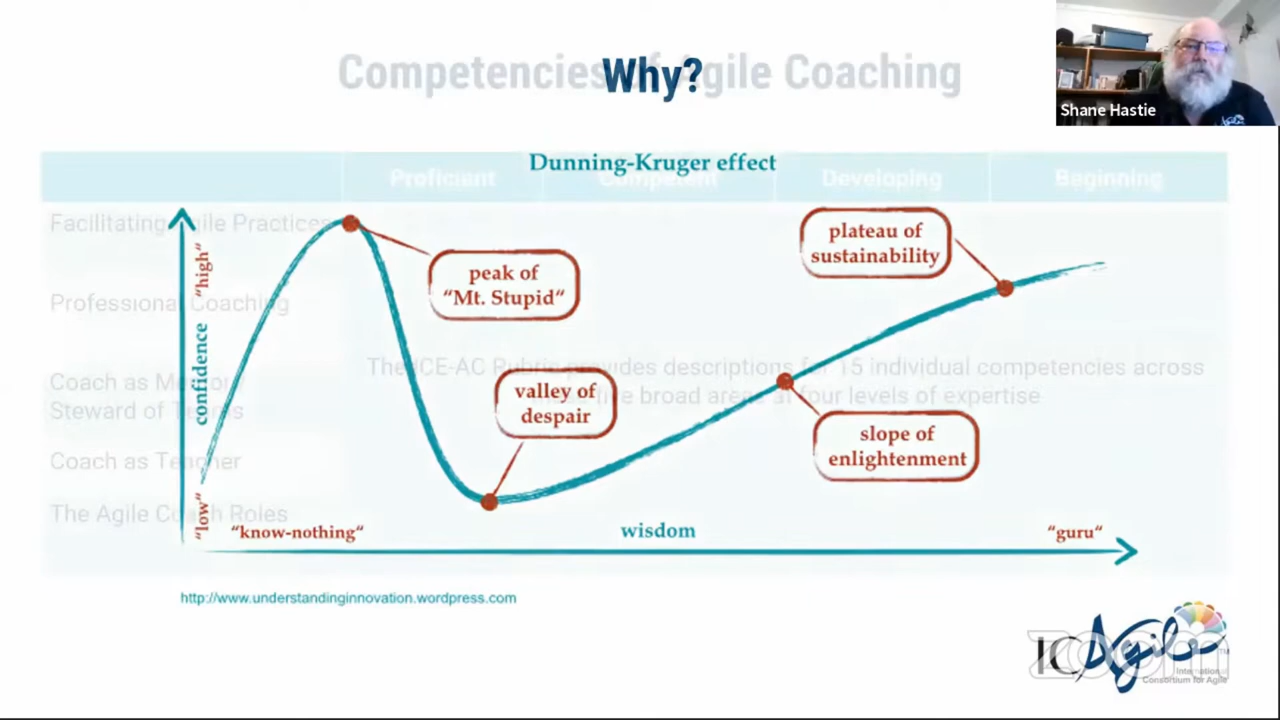 Competencies of Agile Coaching
Why?
Shane Hastie
Dunning-Kruger effect
Proficient
Competent
Developing
Beginning
Facilitating Agile Practices
Professional Coaching
Coach as Mentor
Steward of
Coach as Teacher
The Agile Coach Roles
The ICE-AC Rubric provides descriptions for 15 individual competencies across
five broad areas at four levels of expertise
"high"
confidence
"low"
peak of
"Mt. Stupid"
valley of
despair
plateau of
sustainability
slope of
enlightenment
"know-nothing"
wisdom
"guru"
http://www.understandinginnovation.wordpress.com
ICAgile
TM
International
Consortium for Agile
zoom